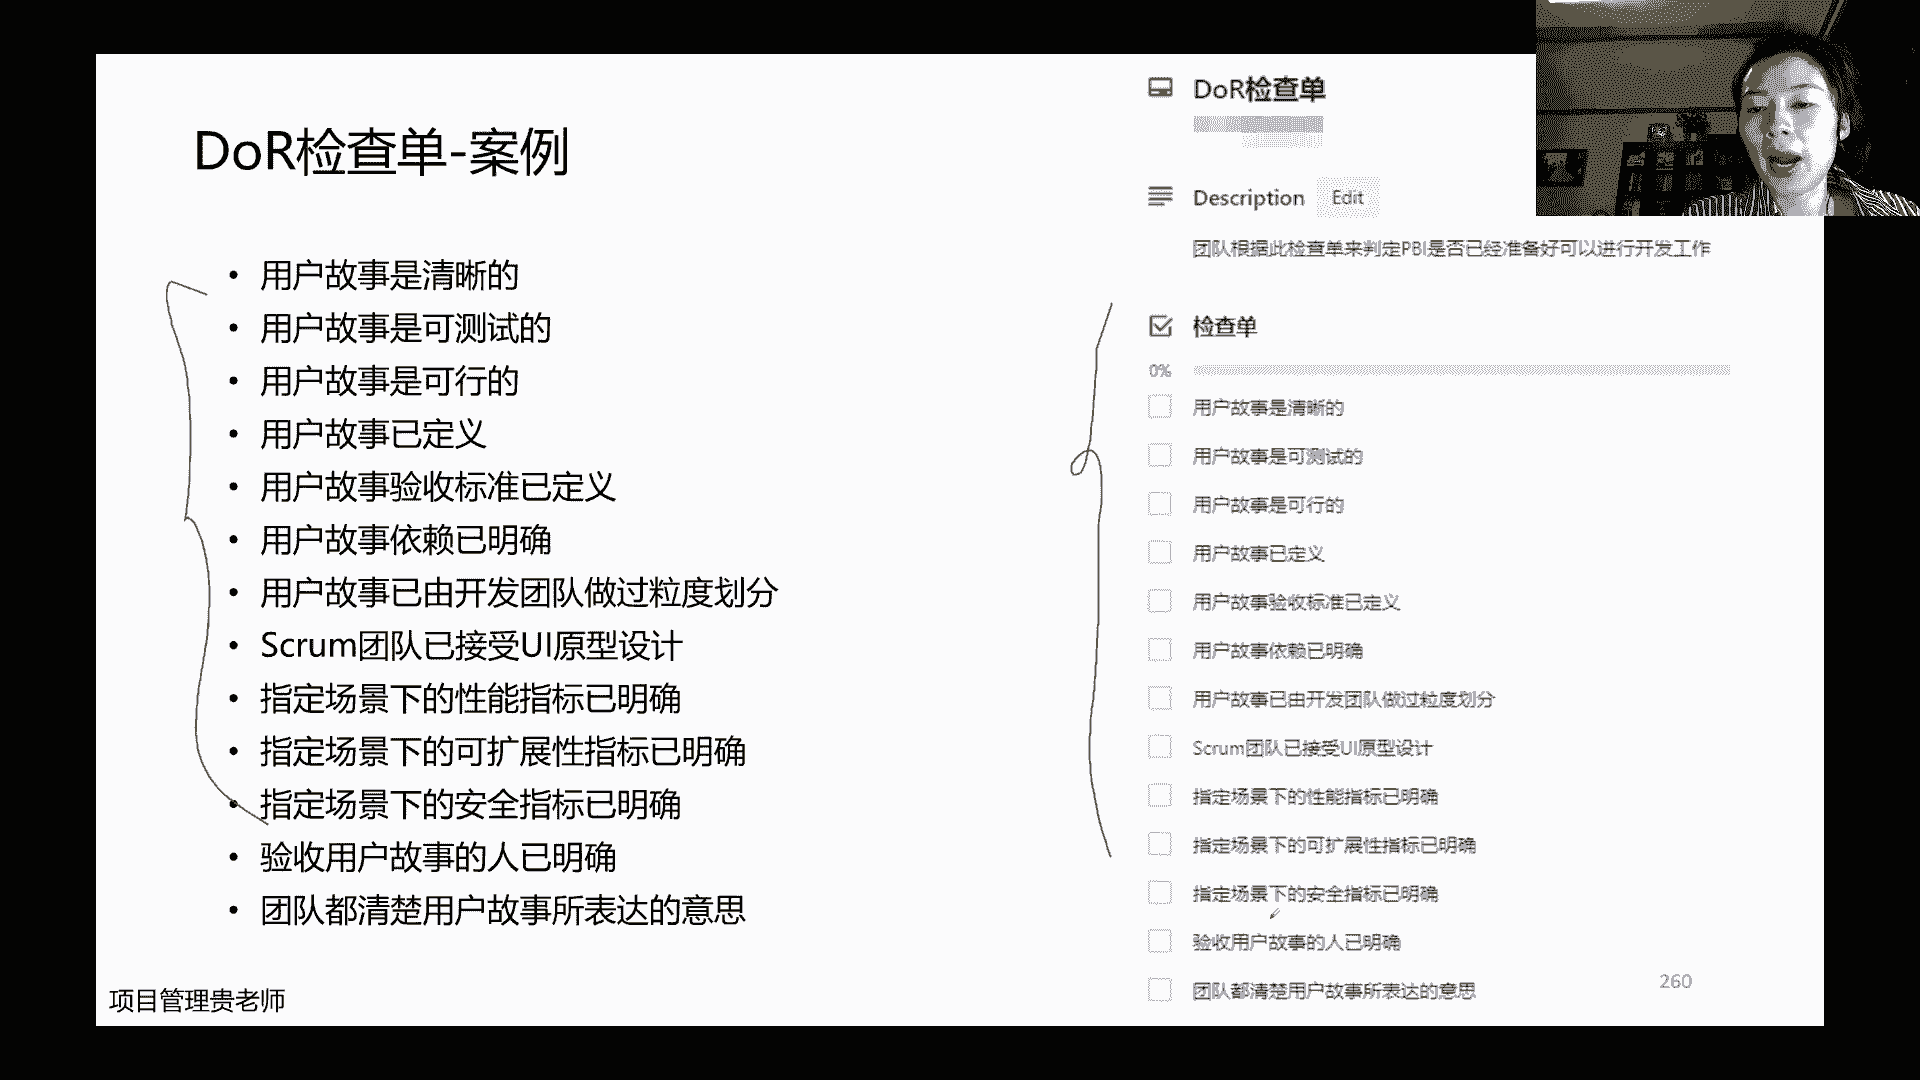 DoR检查单-案例
• 用户故事是清晰的
• 用户故事是可测试的
• 用户故事是可行的
• 用户故事已定义
• 用户故事验收标准已定义
• 用户故事依赖已明确
• 用户故事已由开发团队做过粒度划分
• Scrum团队已接受UI原型设计
• 指定场景下的性能指标已明确
• 指定场景下的可扩展性指标已明确
• 指定场景下的安全指标已明确
• 验收用户故事的人已明确
• 团队都清楚用户故事所表达的意思
项目管理贵老师
DoR检查单
Description Edit
团队根据此检查单来判定PBI是否已经准备好可以进行开发工作
检查单
0%
用户故事是清晰的
用户故事是可测试的
用户故事是可行的
用户故事已定义
用户故事验收标准已定义
用户故事依赖已明确
用户故事已由开发团队做过粒度划分
Scrum团队已接受UI原型设计
指定场景下的性能指标已明确
指定场景下的可扩展性指标已明确
指定场景下的安全指标已明确
验收用户故事的人已明确
团队都清楚用户故事所表达的意思
260